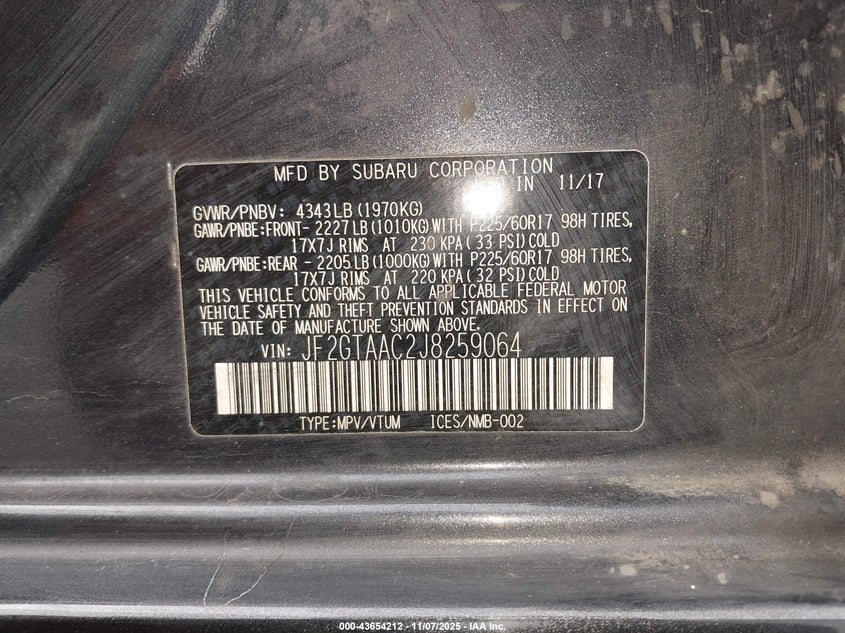 MFD BY SUBARU CORPORATION
IN 11/17
GVWR/PNBV: 4343LB (1970KG)
GAWR/PNBE:FRONT- 2227LB (1010KG) WITH P225/60R17 98H TIRES,
17X7J RIMS AT 230 KPA( 33 PSI) COLD
GAWR/PNBE:REAR - 2205LB (1000KG) WITH P225/60R17 98H TIRES,
17X7J RIMS AT 220 KPA( 32 PSI) COLD
THIS VEHICLE CONFORMS TO ALL APPLICABLE FEDERAL MOTOR
VEHICLE SAFETY AND THEFT PREVENTION STANDARDS IN EFFECT ON
THE DATE OF MANUFACTURE SHOWN ABOVE.
VIN: JF2GTAAC2J8259064
TYPE:MPV/VTUM ICES/NMB-002
000-43654212 - 11/07/2025 - IAA Inc.